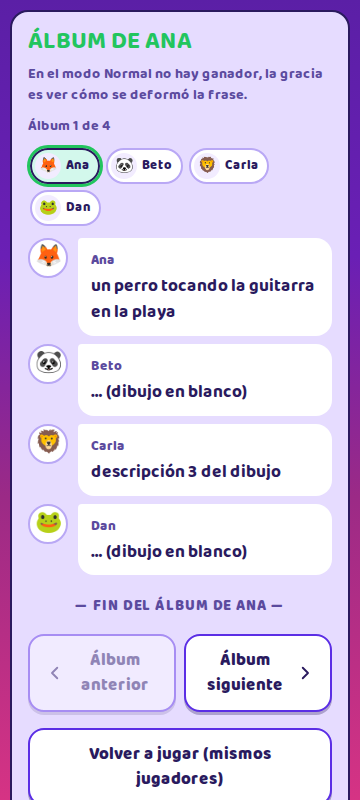 ÁLBUM DE ANA
En el modo Normal no hay ganador, la gracia
es ver cómo se deformó la frase.
Álbum 1 de 4
Ana
Beto
Carla
Dan
Ana
un perro tocando la guitarra
en la playa
Beto
... (dibujo en blanco)
Carla
descripción 3 del dibujo
Dan
... (dibujo en blanco)
— FIN DEL ÁLBUM DE ANA —
Álbum
anterior
Álbum
siguiente
Volver a jugar (mismos
jugadores)